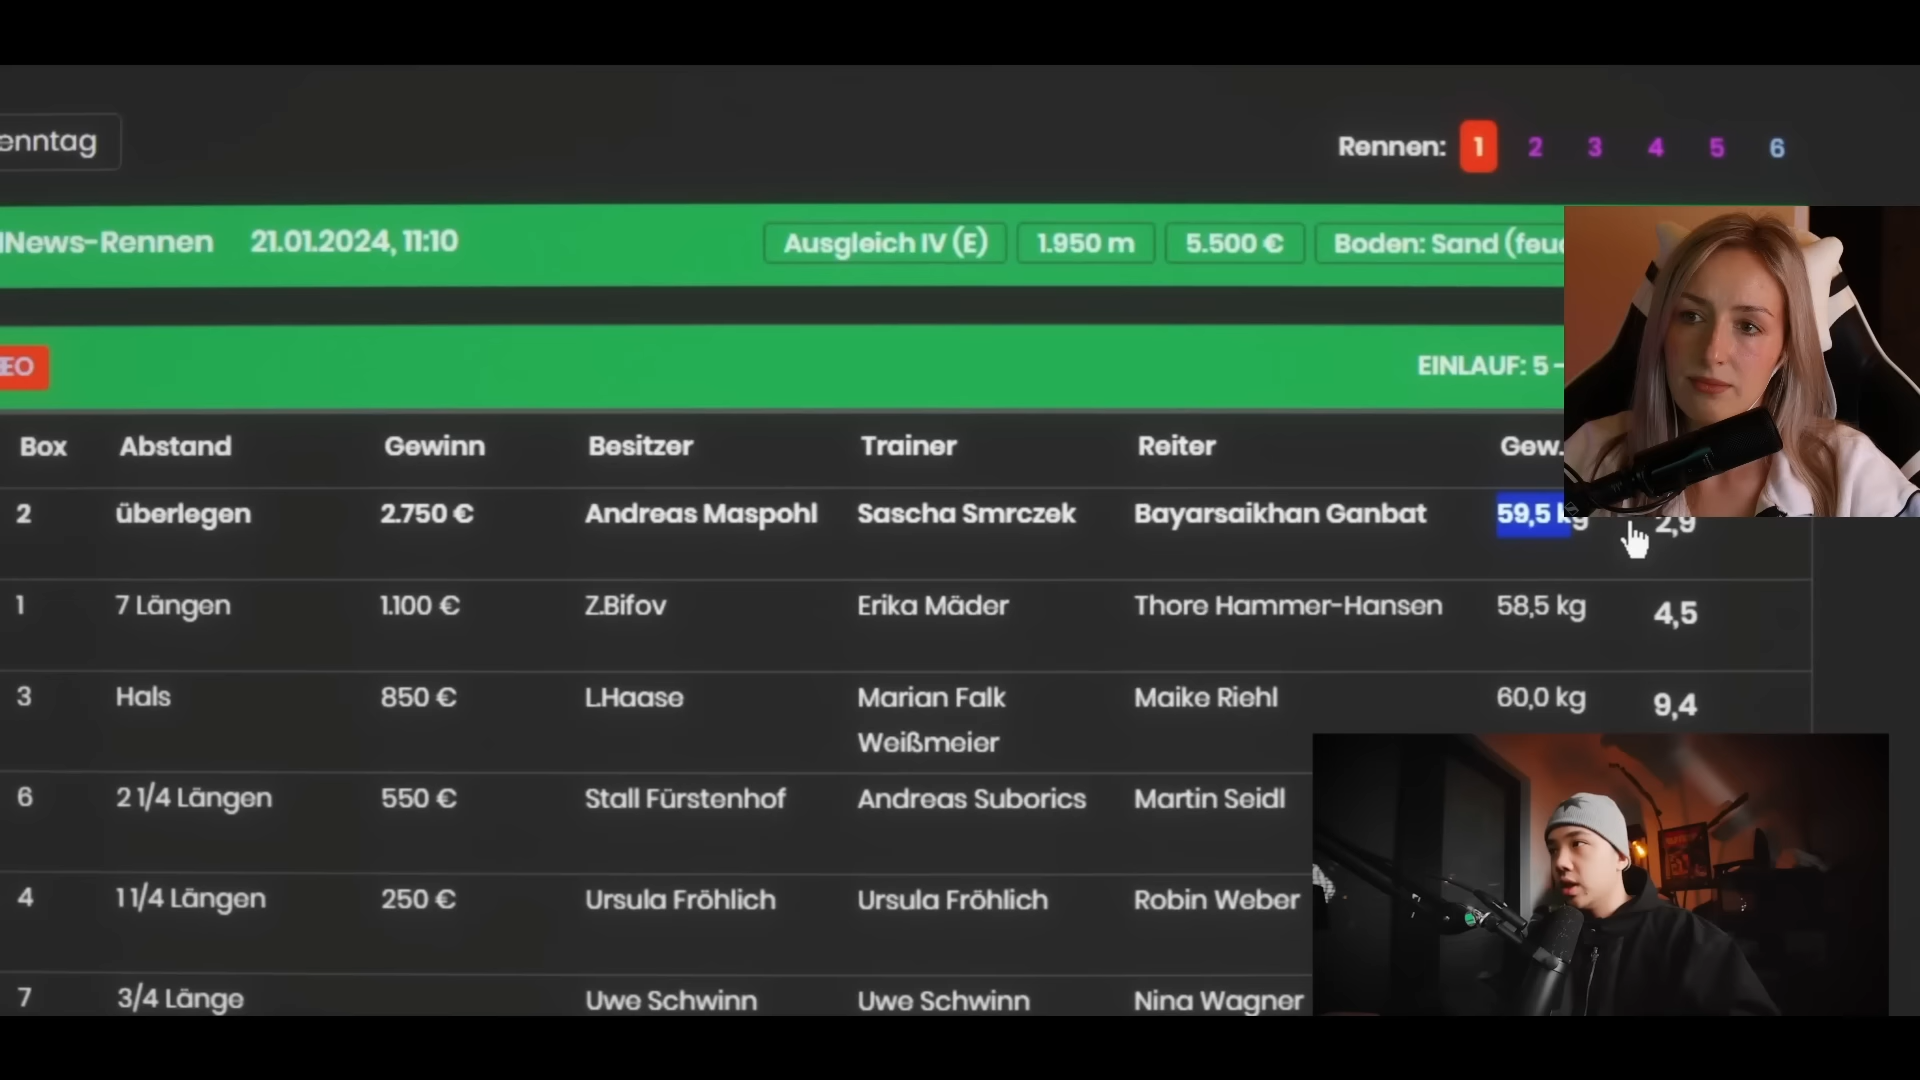 enntag
Rennen: 1 2 3 4 5 6
News-Rennen 21.01.2024, 11:10 Ausgleich IV (E) 1.950 m 5.500 € Boden: Sand (feu
EO EINLAUF: 5 -
Box Abstand Gewinn Besitzer Trainer Reiter Gew.
2 überlegen 2.750 € Andreas Maspohl Sascha Smrczek Bayarsaikhan Ganbat 59,5 kg 2,9
1 7 Längen 1.100 € Z.Bifov Erika Mäder Thore Hammer-Hansen 58,5 kg 4,5
3 Hals 850 € L.Haase Marian Falk Weißmeier Maike Riehl 60,0 kg 9,4
6 2 1/4 Längen 550 € Stall Fürstenhof Andreas Suborics Martin Seidl
4 1 1/4 Längen 250 € Ursula Fröhlich Ursula Fröhlich Robin Weber
7 3/4 Länge Uwe Schwinn Uwe Schwinn Nina Wagner